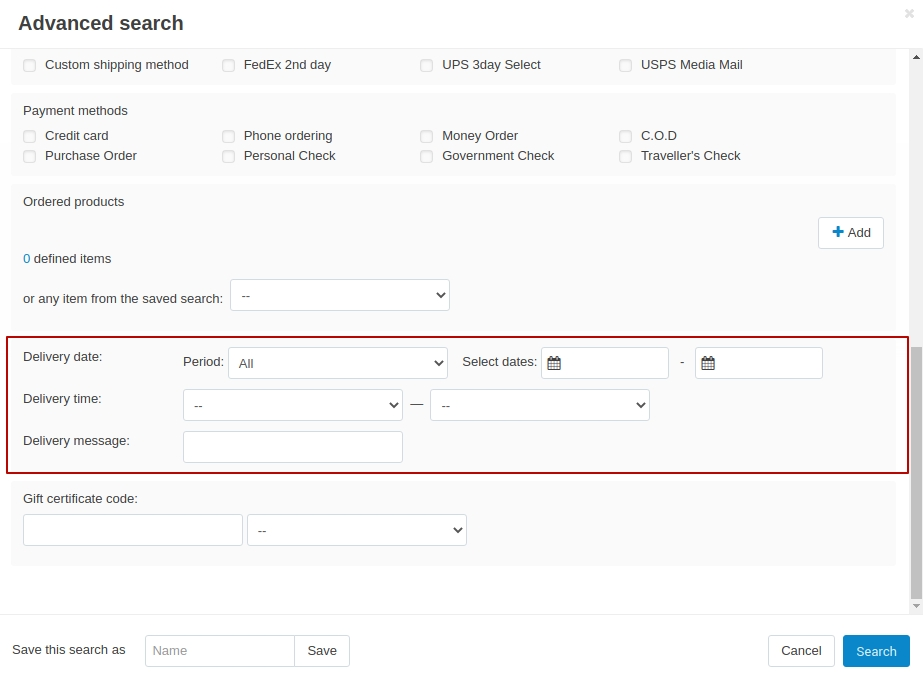 Advanced search
×
Custom shipping method FedEx 2nd day UPS 3day Select USPS Media Mail
Payment methods
Credit card Phone ordering Money Order C.O.D
Purchase Order Personal Check Government Check Traveller's Check
Ordered products
+ Add
0 defined items
or any item from the saved search: --
Delivery date: Period: All Select dates: -
Delivery time: -- — --
Delivery message:
Gift certificate code:
--
Save this search as Name Save Cancel Search